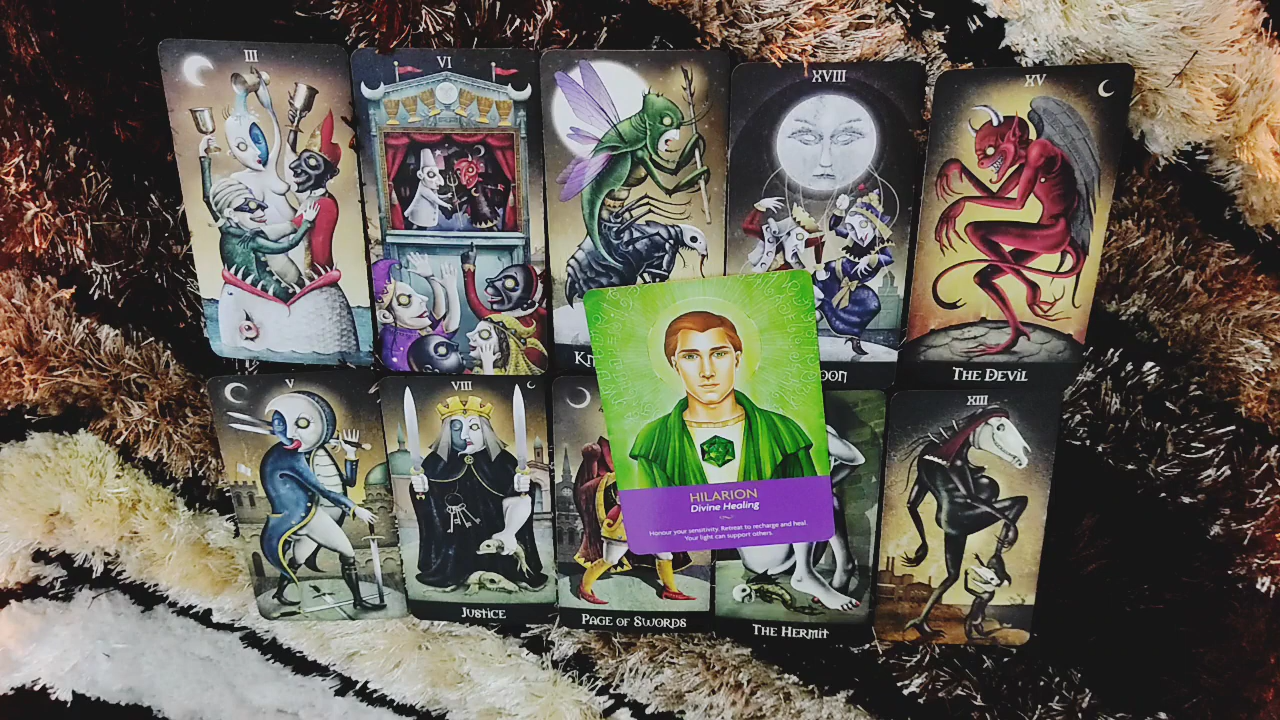 III
VI
XVIII
XV
THE DEVIL
V
VIII
XIII
HILARION
Divine Healing
Honour your sensitivity. Retreat to recharge and heal.
Your light can support others.
JUSTICE
PAGE OF SWORDS
THE HERMIT